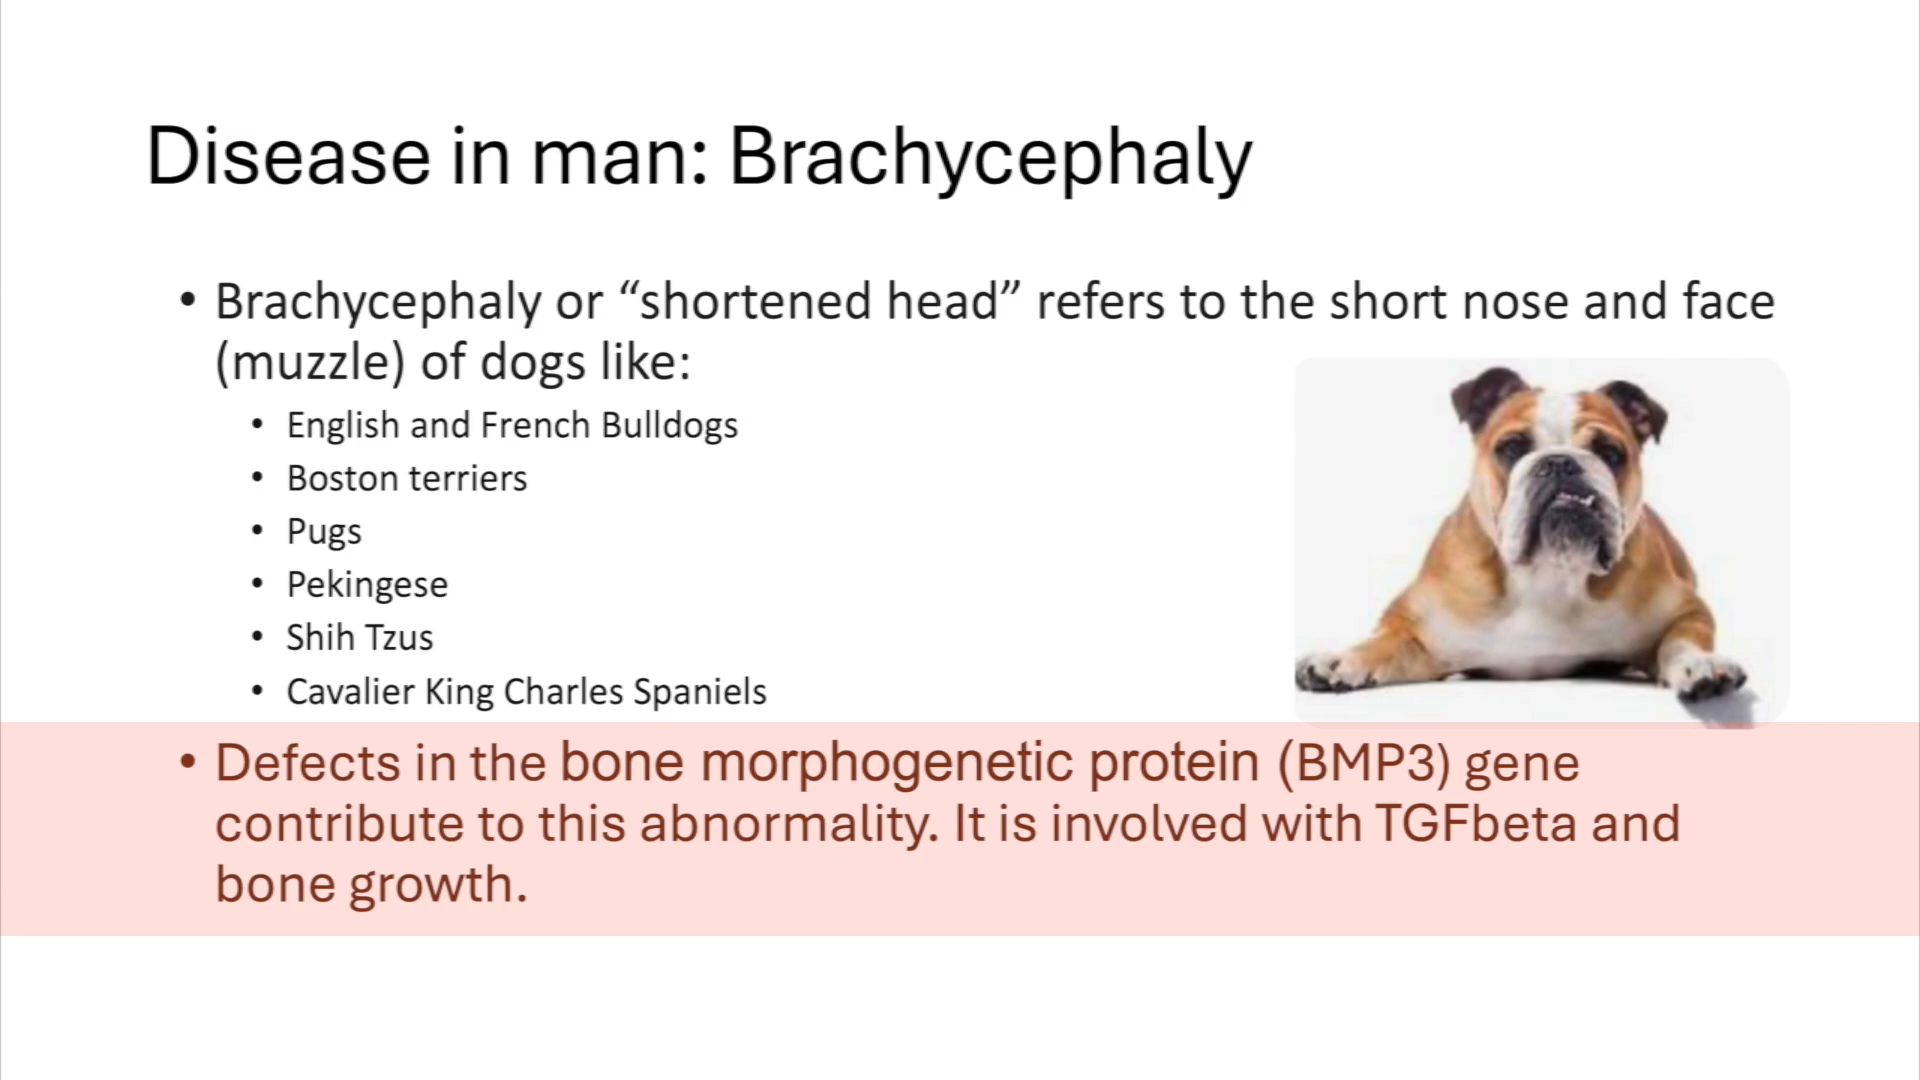 Disease in man: Brachycephaly
• Brachycephaly or “shortened head” refers to the short nose and face
(muzzle) of dogs like:
• English and French Bulldogs
• Boston terriers
• Pugs
• Pekingese
• Shih Tzus
• Cavalier King Charles Spaniels
• Defects in the bone morphogenetic protein (BMP3) gene
contribute to this abnormality. It is involved with TGFbeta and
bone growth.